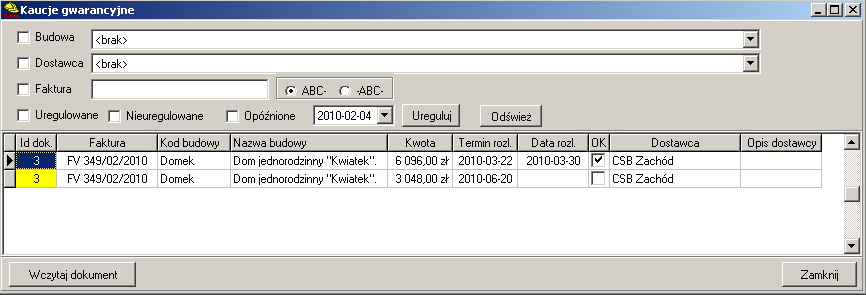 Kaucje gwarancyjne
Budowa <brak>
Dostawca <brak>
Faktura ABC- -ABC-
Uregulowane Nieuregulowane Opóźnione 2010-02-04 Ureguluj Odśwież
Id dok. Faktura Kod budowy Nazwa budowy Kwota Termin rozl. Data rozl. OK Dostawca Opis dostawcy
3 FV 349/02/2010 Domek Dom jednorodzinny "Kwiatek". 6 096,00 zł 2010-03-22 2010-03-30 CSB Zachód
3 FV 349/02/2010 Domek Dom jednorodzinny "Kwiatek". 3 048,00 zł 2010-06-20 CSB Zachód
Wczytaj dokument Zamknij